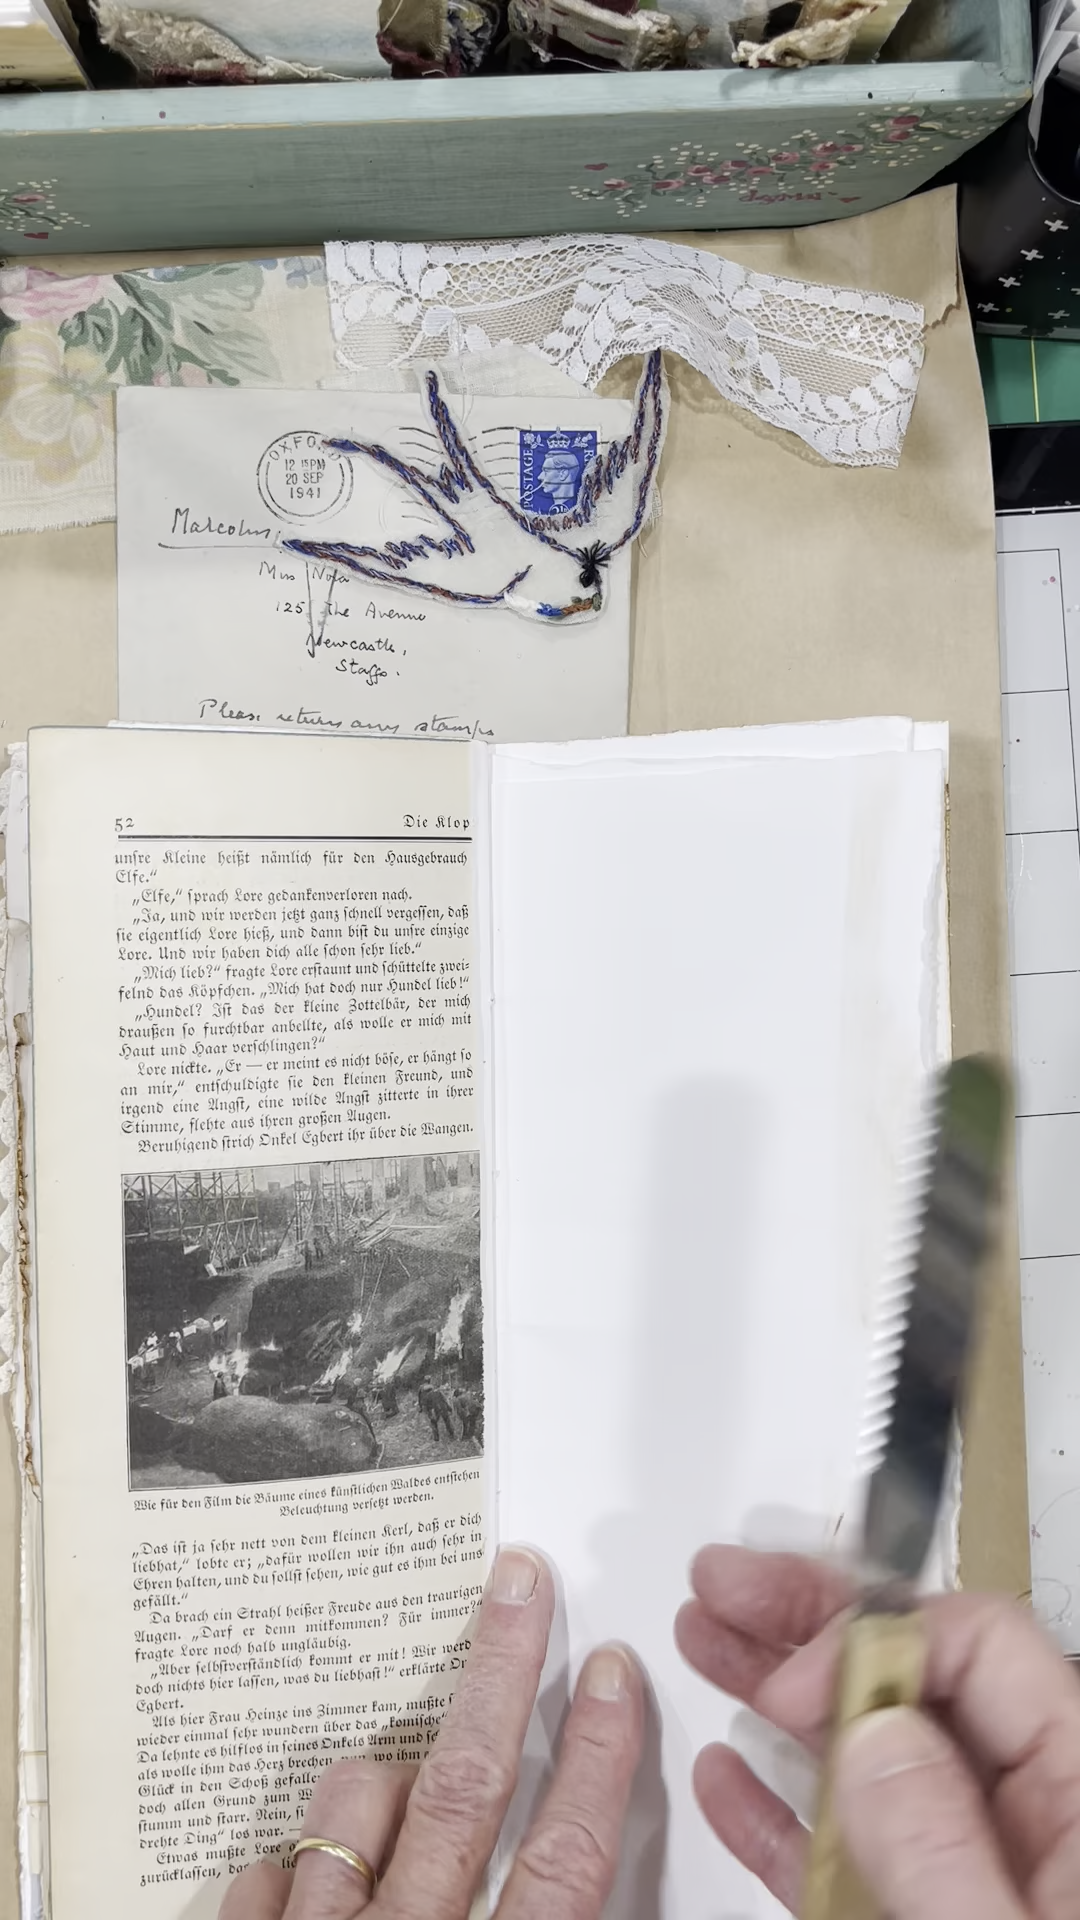 OXFORD
12 15PM
20 SEP
1941
POSTAGE
Malcolm
Miss Nola
125 The Avenue
Newcastle,
Staffs.
Please return any stamps
52
Die Klop
unſre Kleine heißt nämlich für den Hausgebrauch
Elfe.“
„Elfe,“ ſprach Lore gedankenverloren nach.
„Ja, und wir werden jetzt ganz ſchnell vergeſſen, daß
ſie eigentlich Lore hieß, und dann biſt du unſre einzige
Lore. Und wir haben dich alle ſchon ſehr lieb.“
„Mich lieb?“ fragte Lore erſtaunt und ſchüttelte zwei-
felnd das Köpfchen. „Mich hat doch nur Hundel lieb!“
„Hundel? Iſt das der kleine Zottelbär, der mich
draußen ſo furchtbar anbellte, als wolle er mich mit
Haut und Haar verſchlingen?“
Lore nickte. „Er — er meint es nicht böſe, er hängt ſo
an mir,“ entſchuldigte ſie den kleinen Freund, und
irgend eine Angſt, eine wilde Angſt zitterte in ihrer
Stimme, flehte aus ihren großen Augen.
Beruhigend ſtrich Onkel Egbert ihr über die Wangen.
Wie für den Film die Bäume eines künſtlichen Waldes entſtehen
Beleuchtung verſetzt werden.
„Das iſt ja ſehr nett von dem kleinen Kerl, daß er dich
liebhat,“ lobte er; „dafür wollen wir ihn auch ſehr in
Ehren halten, und du ſollſt ſehen, wie gut es ihm bei uns
gefällt.“
Da brach ein Strahl heißer Freude aus den traurigen
Augen. „Darf er denn mitkommen? Für immer?“
fragte Lore noch halb ungläubig.
„Aber ſelbſtverſtändlich kommt er mit! Wir werd
doch nichts hier laſſen, was du liebhaſt!“ erklärte On
Egbert.
Als hier Frau Heinze ins Zimmer kam, mußte ſ
wieder einmal ſehr wundern über das „komiſche“
Da lehnte es hilflos in ſeines Onkels Arm und ſc
als wolle ihm das Herz brechen, wo ihm
Glück in den Schoß gefalle
doch allen Grund zum
ſtumm und ſtarr. Nein, ſi
drehte Ding“ los war. —
Etwas mußte Lore
zurücklaſſen, das